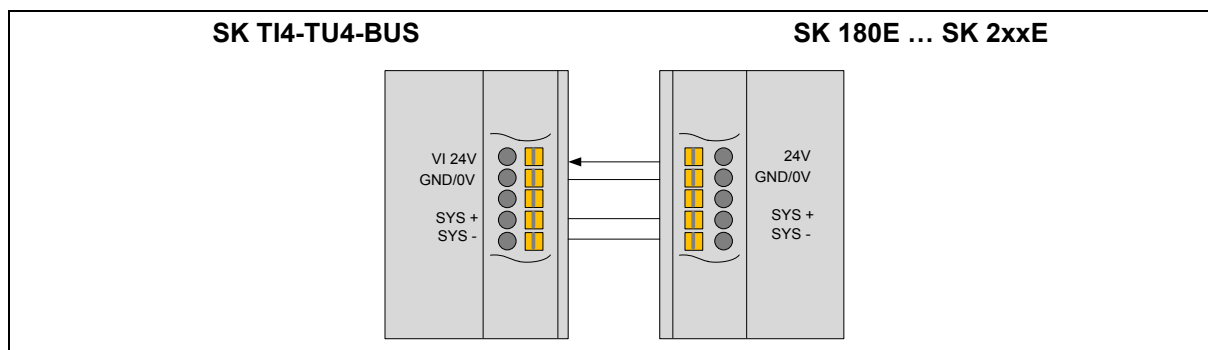 SK TI4-TU4-BUS
SK 180E … SK 2xxE
VI 24V
GND/0V
SYS +
SYS -
24V
GND/0V
SYS +
SYS -